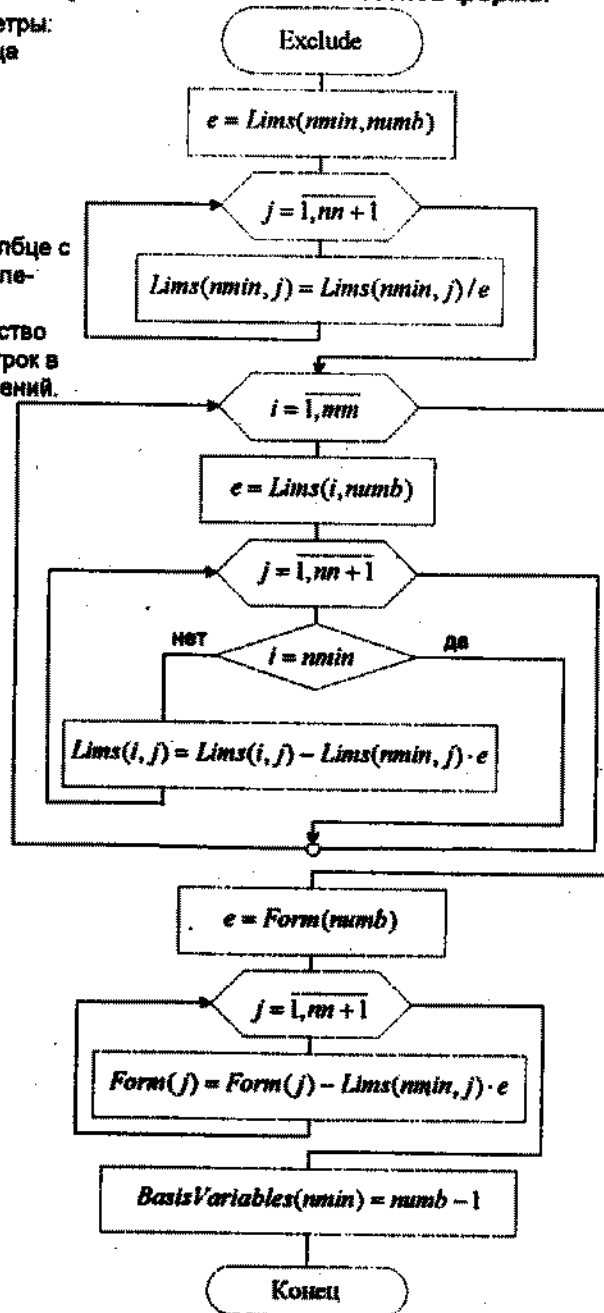 етры:
ца
лбце с
пе-
ство
трок в
ений.
Exclude
e = Lims(nmin,numb)
j = 1,nn+1
Lims(nmin, j) = Lims(nmin, j)/e
i = 1,mm
e = Lims(i,numb)
j = 1,nn+1
нет
i = nmin
да
Lims(i, j) = Lims(i, j) − Lims(nmin, j) · e
e = Form(numb)
j = 1,nn+1
Form(j) = Form(j) − Lims(nmin, j) · e
BasisVariables(nmin) = numb − 1
Конец